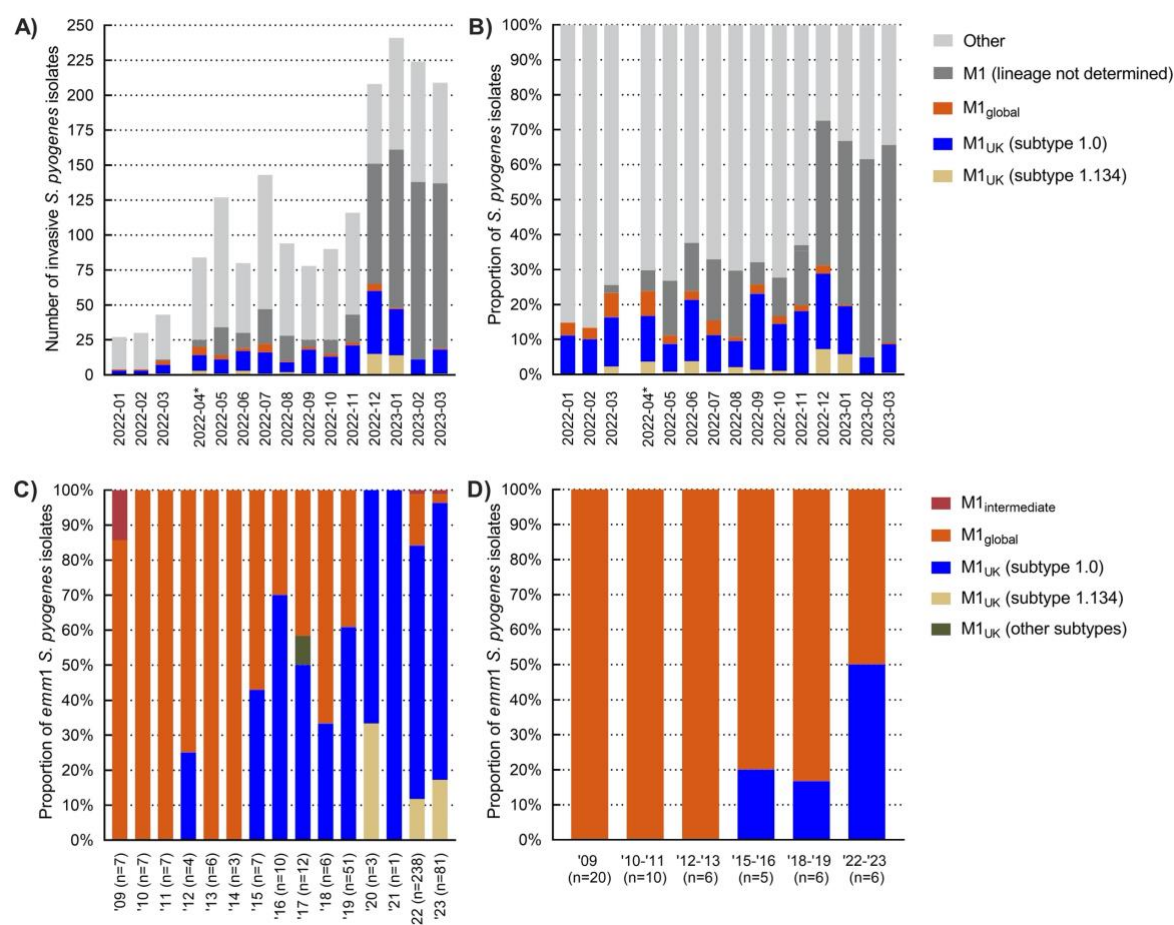 A)
Number of invasive S. pyogenes isolates
250
225
200
175
150
125
100
75
50
25
0
2022-01
2022-02
2022-03
2022-04*
2022-05
2022-06
2022-07
2022-08
2022-09
2022-10
2022-11
2022-12
2023-01
2023-02
2023-03
B)
Proportion of S. pyogenes isolates
100%
90%
80%
70%
60%
50%
40%
30%
20%
10%
0%
2022-01
2022-02
2022-03
2022-04*
2022-05
2022-06
2022-07
2022-08
2022-09
2022-10
2022-11
2022-12
2023-01
2023-02
2023-03
Other
M1 (lineage not determined)
M1global
M1UK (subtype 1.0)
M1UK (subtype 1.134)
C)
Proportion of emm1 S. pyogenes isolates
100%
90%
80%
70%
60%
50%
40%
30%
20%
10%
0%
'09 (n=7)
'10 (n=7)
'11 (n=7)
'12 (n=4)
'13 (n=6)
'14 (n=3)
'15 (n=7)
'16 (n=10)
'17 (n=12)
'18 (n=6)
'19 (n=51)
'20 (n=3)
'21 (n=1)
22 (n=238)
'23 (n=81)
D)
Proportion of emm1 S. pyogenes isolates
100%
90%
80%
70%
60%
50%
40%
30%
20%
10%
0%
'09 '10-'11 '12-'13 '15-'16 '18-'19 '22-'23
(n=20) (n=10) (n=6) (n=5) (n=6) (n=6)
M1intermediate
M1global
M1UK (subtype 1.0)
M1UK (subtype 1.134)
M1UK (other subtypes)